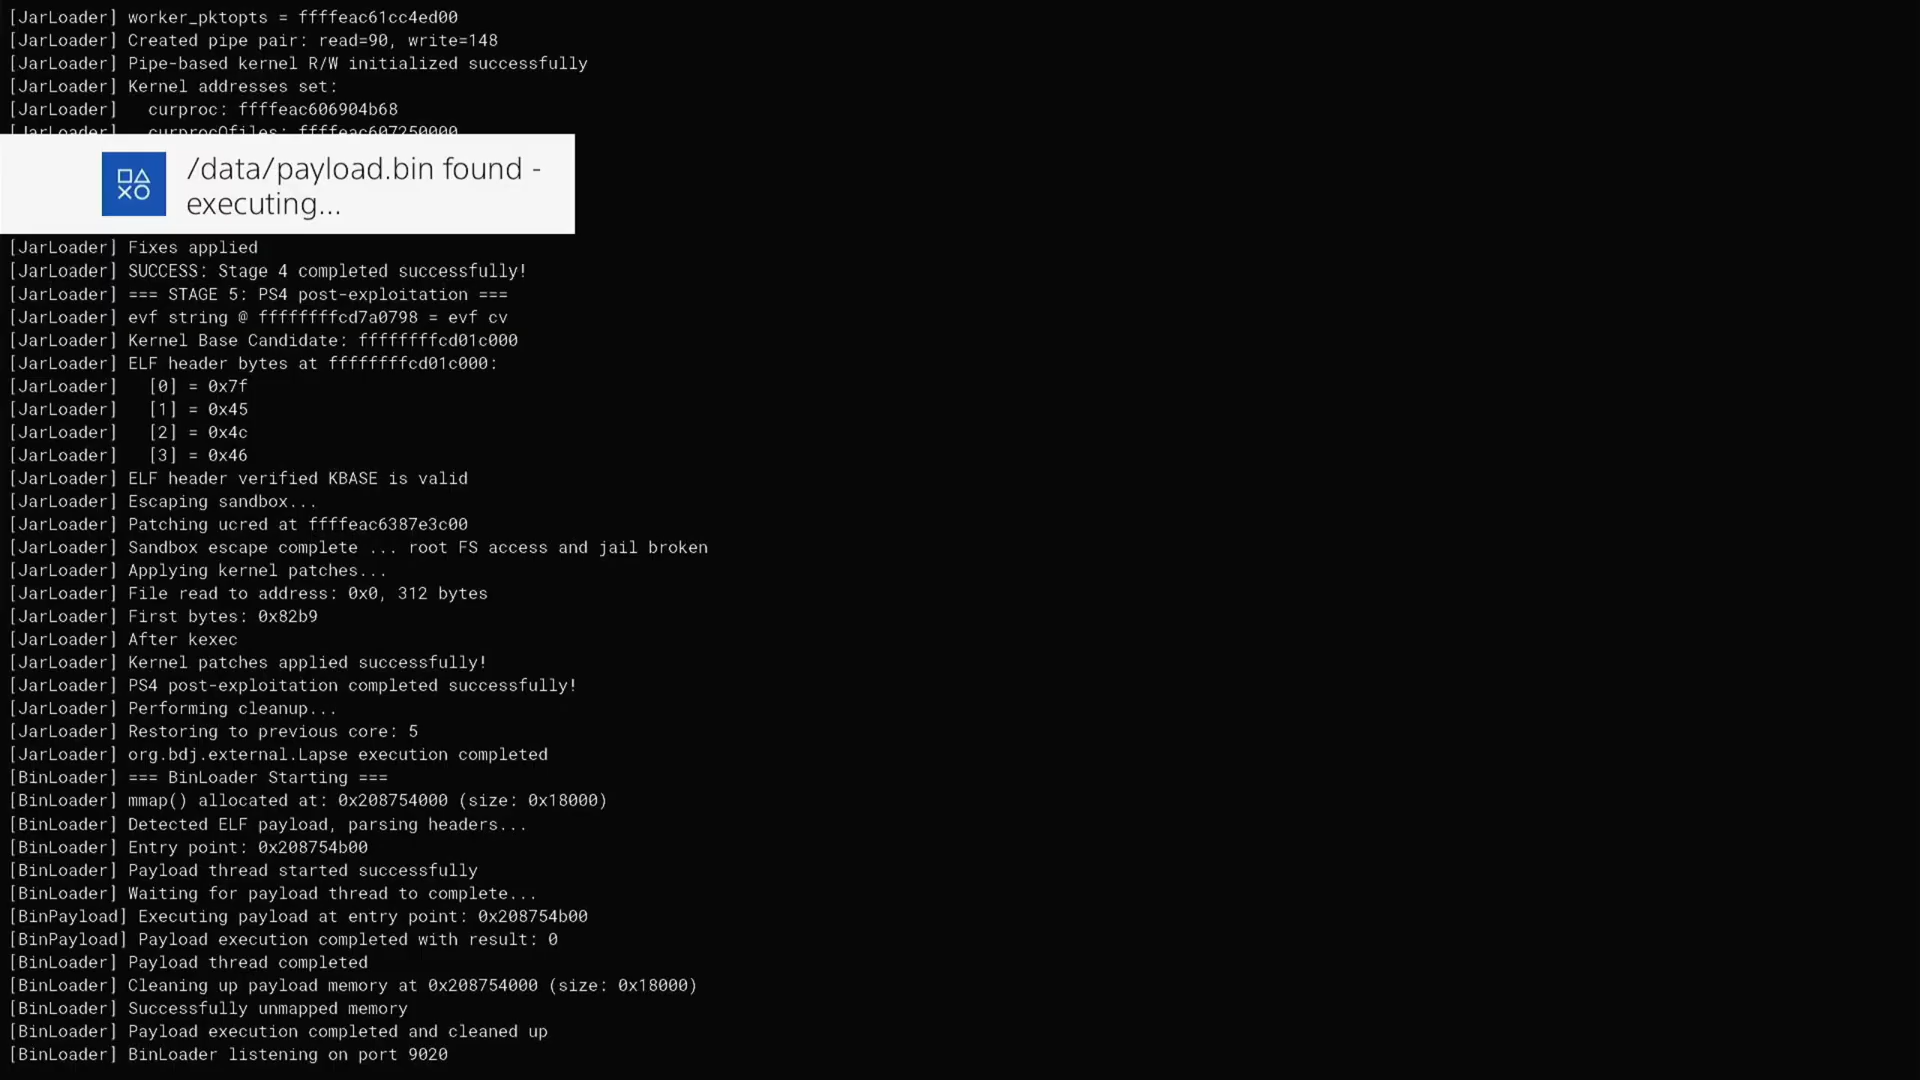 [JarLoader] worker_pktopts = ffffeac61cc4ed00
[JarLoader] Created pipe pair: read=90, write=148
[JarLoader] Pipe-based kernel R/W initialized successfully
[JarLoader] Kernel addresses set:
[JarLoader]   curproc: ffffeac606904b68
[JarLoader]   curprocOfiles: ffffeac607250000
/data/payload.bin found -
executing...
[JarLoader] Fixes applied
[JarLoader] SUCCESS: Stage 4 completed successfully!
[JarLoader] === STAGE 5: PS4 post-exploitation ===
[JarLoader] evf string @ ffffffffcd7a0798 = evf cv
[JarLoader] Kernel Base Candidate: ffffffffcd01c000
[JarLoader] ELF header bytes at ffffffffcd01c000:
[JarLoader]   [0] = 0x7f
[JarLoader]   [1] = 0x45
[JarLoader]   [2] = 0x4c
[JarLoader]   [3] = 0x46
[JarLoader] ELF header verified KBASE is valid
[JarLoader] Escaping sandbox...
[JarLoader] Patching ucred at ffffeac6387e3c00
[JarLoader] Sandbox escape complete ... root FS access and jail broken
[JarLoader] Applying kernel patches...
[JarLoader] File read to address: 0x0, 312 bytes
[JarLoader] First bytes: 0x82b9
[JarLoader] After kexec
[JarLoader] Kernel patches applied successfully!
[JarLoader] PS4 post-exploitation completed successfully!
[JarLoader] Performing cleanup...
[JarLoader] Restoring to previous core: 5
[JarLoader] org.bdj.external.Lapse execution completed
[BinLoader] === BinLoader Starting ===
[BinLoader] mmap() allocated at: 0x208754000 (size: 0x18000)
[BinLoader] Detected ELF payload, parsing headers...
[BinLoader] Entry point: 0x208754b00
[BinLoader] Payload thread started successfully
[BinLoader] Waiting for payload thread to complete...
[BinPayload] Executing payload at entry point: 0x208754b00
[BinPayload] Payload execution completed with result: 0
[BinLoader] Payload thread completed
[BinLoader] Cleaning up payload memory at 0x208754000 (size: 0x18000)
[BinLoader] Successfully unmapped memory
[BinLoader] Payload execution completed and cleaned up
[BinLoader] BinLoader listening on port 9020